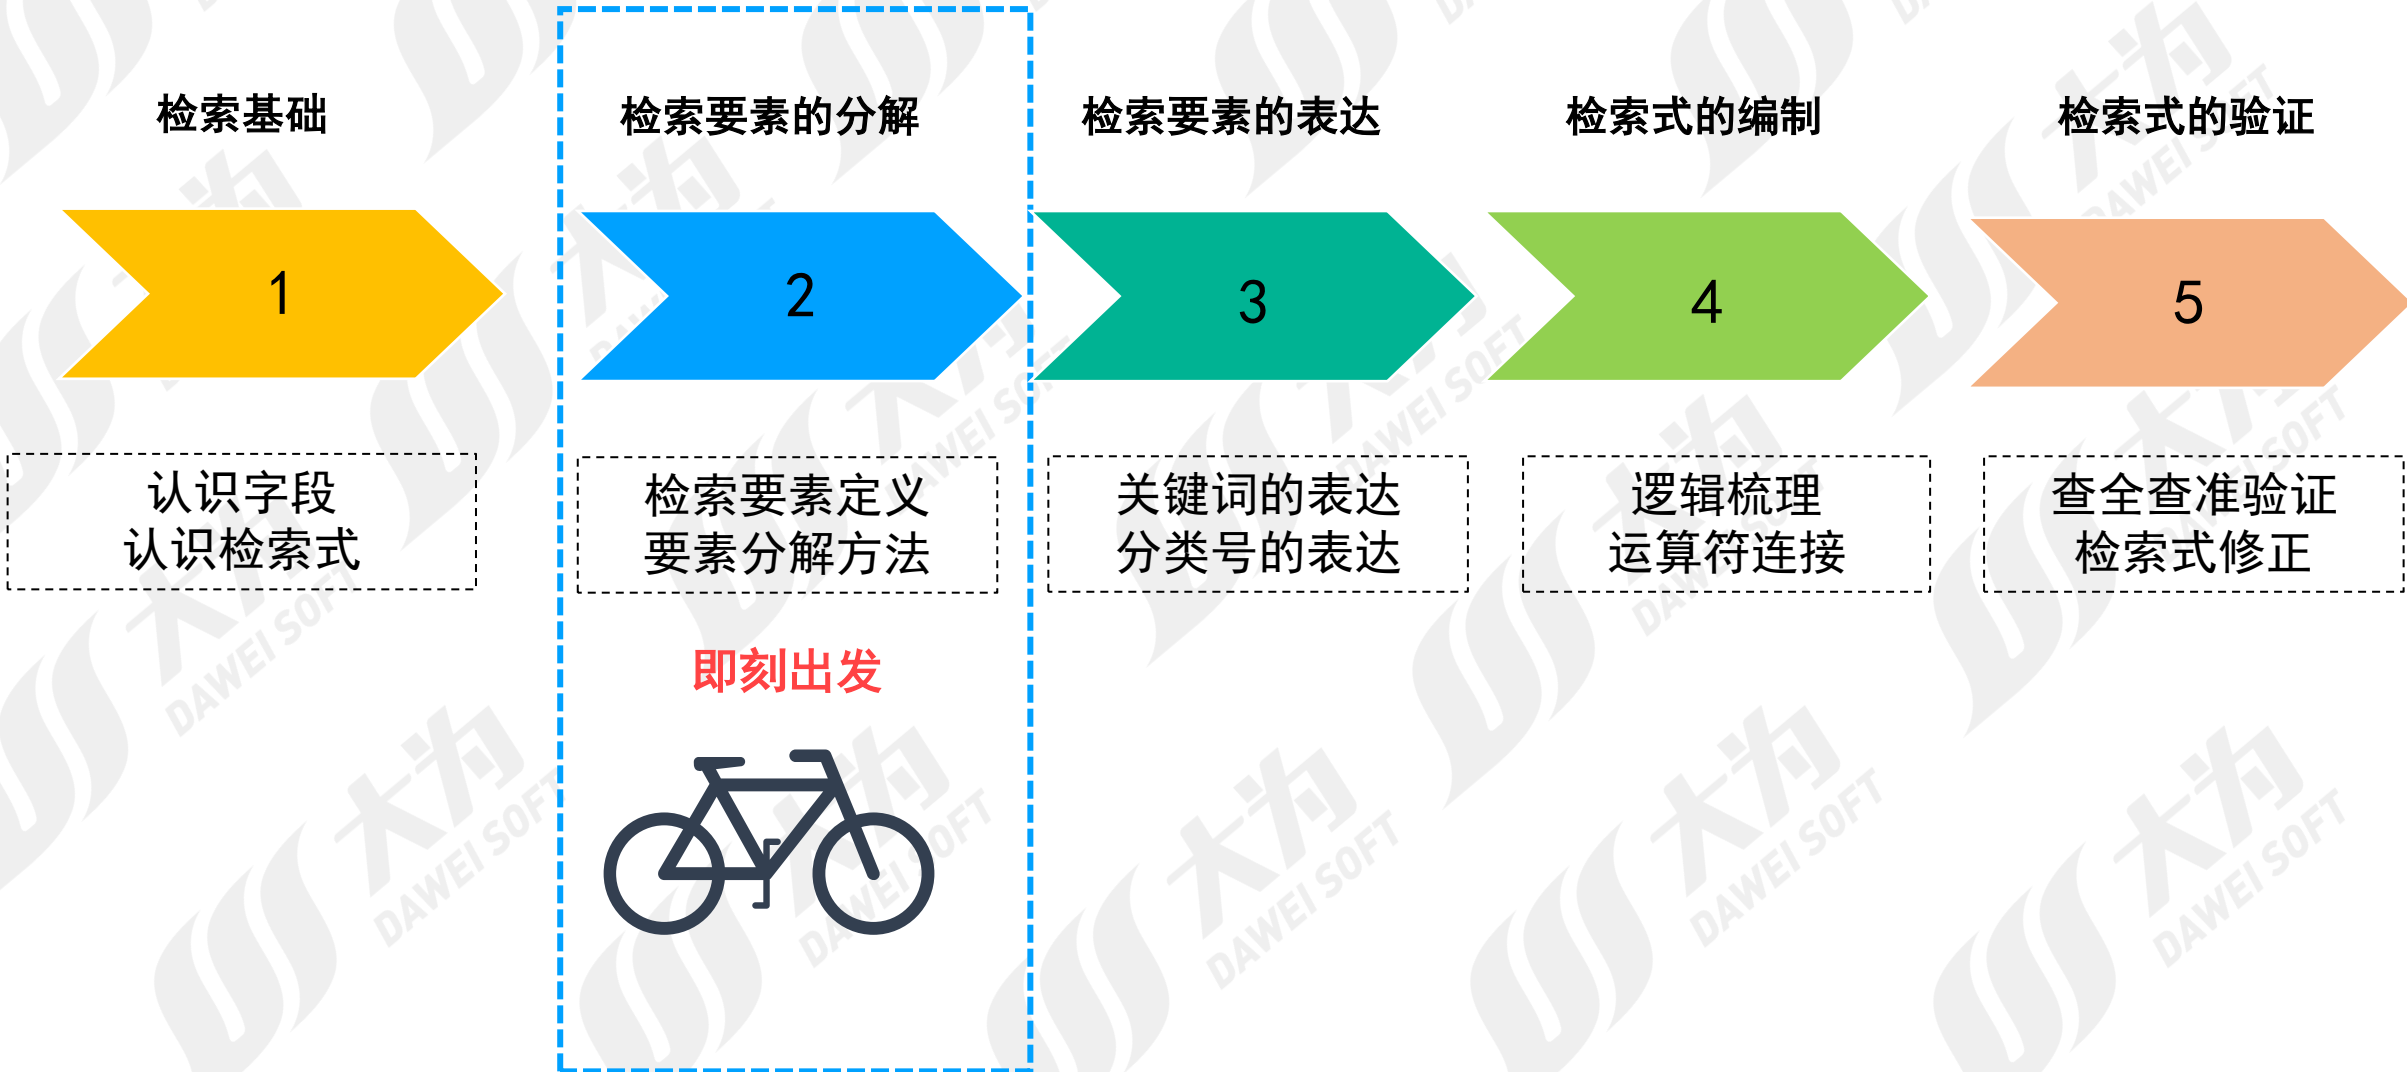 检索基础
检索要素的分解
检索要素的表达
检索式的编制
检索式的验证
1
2
3
4
5
认识字段
认识检索式
检索要素定义
要素分解方法
关键词的表达
分类号的表达
逻辑梳理
运算符连接
查全查准验证
检索式修正
即刻出发
大为
DAWEI SOFT